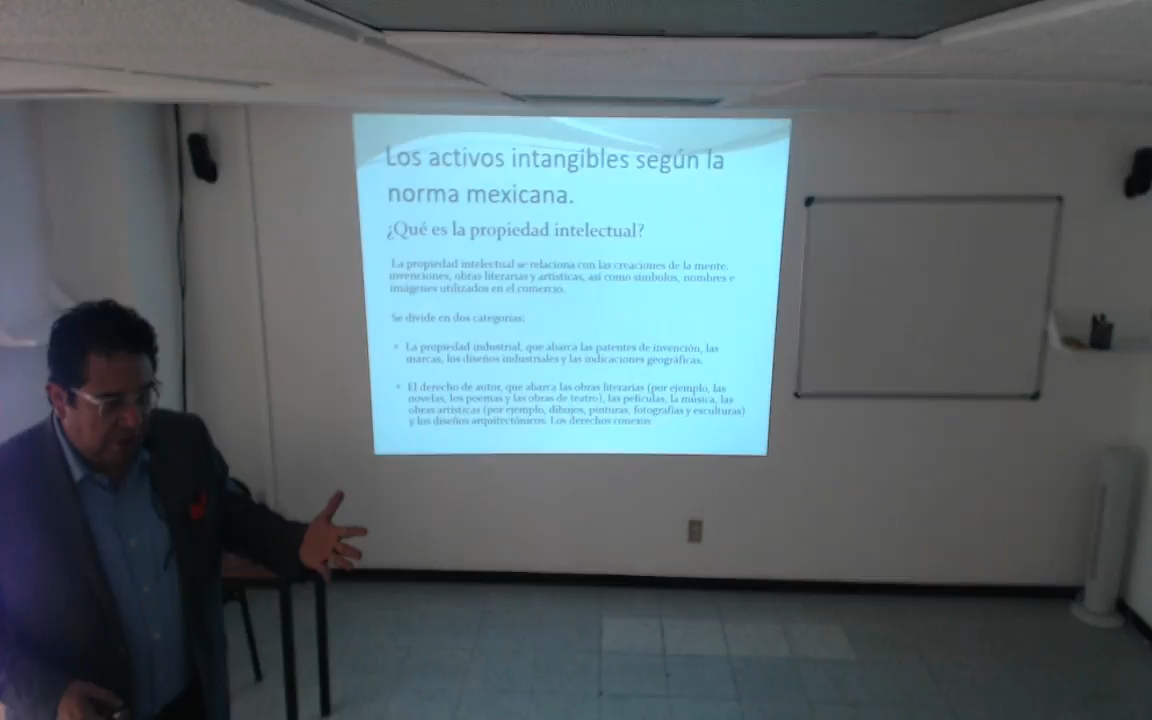 Los activos intangibles según la
norma mexicana.
¿Qué es la propiedad intelectual?
La propiedad intelectual se relaciona con las creaciones de la mente:
invenciones, obras literarias y artísticas, así como símbolos, nombres e
imágenes utilizados en el comercio.
Se divide en dos categorías:
• La propiedad industrial, que abarca las patentes de invención, las
marcas, los diseños industriales y las indicaciones geográficas.
• El derecho de autor, que abarca las obras literarias (por ejemplo, las
novelas, los poemas y las obras de teatro), las películas, la música, las
obras artísticas (por ejemplo, dibujos, pinturas, fotografías y esculturas)
y los diseños arquitectónicos. Los derechos conexos